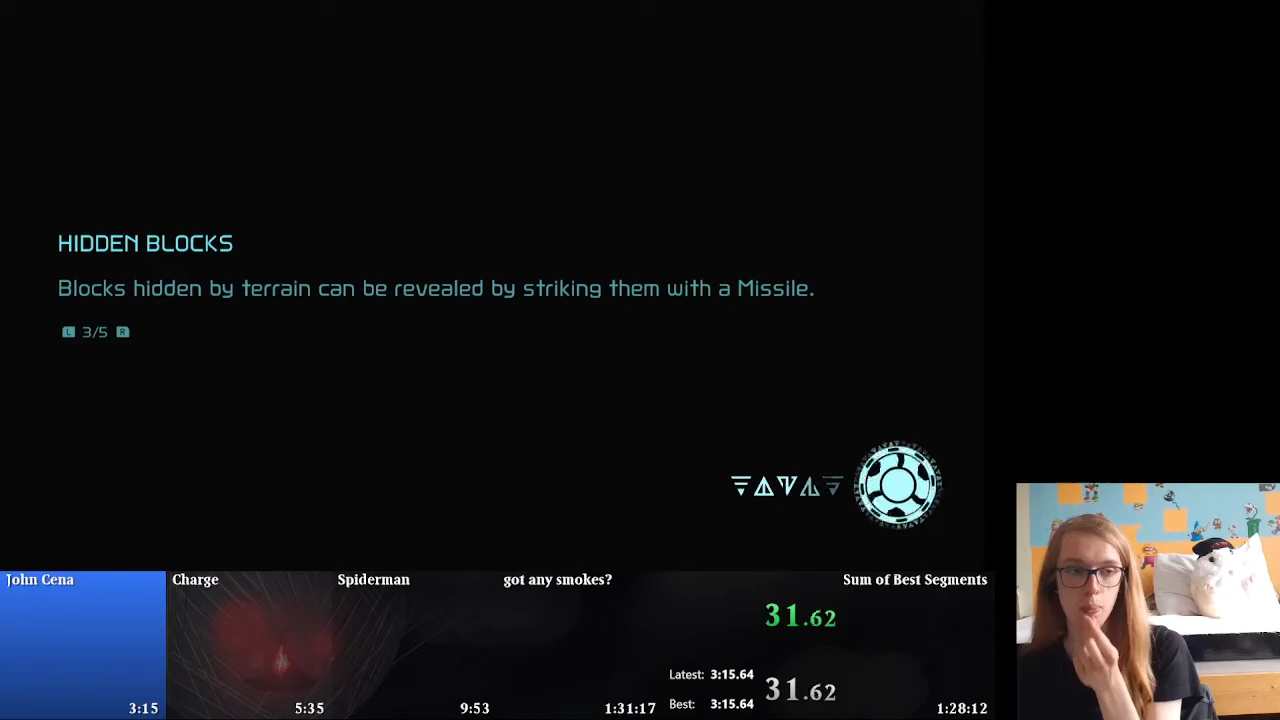 HIDDEN BLOCKS
Blocks hidden by terrain can be revealed by striking them with a Missile.
L 3/5 R
John Cena
3:15
Charge
5:35
Spiderman
9:53
got any smokes?
1:31:17
31.62
Latest: 3:15.64
Best: 3:15.64
31.62
Sum of Best Segments
1:28:12